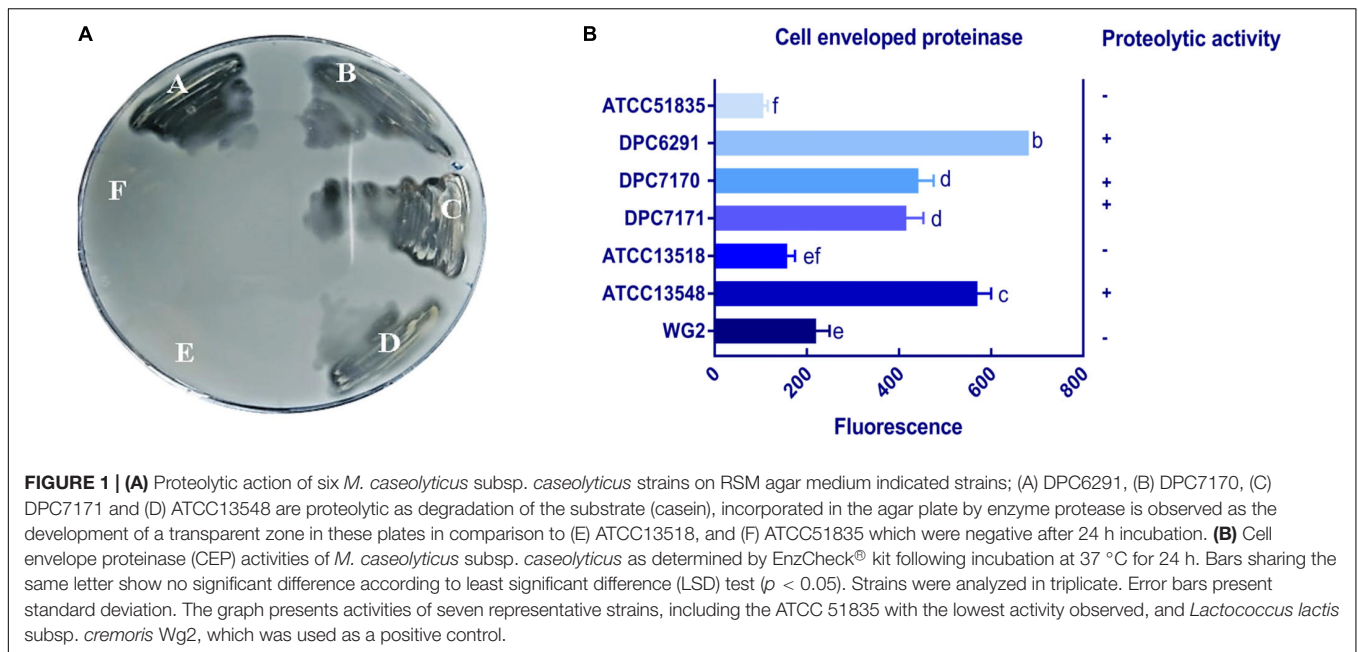 A
A
B
C
D
E
F
B
Cell enveloped proteinase
Proteolytic activity
ATCC51835
f
-
DPC6291
b
+
DPC7170
d
+
DPC7171
d
+
ATCC13518
ef
-
ATCC13548
c
+
WG2
e
-
0 200 400 600 800
Fluorescence
FIGURE 1 | (A) Proteolytic action of six M. caseolyticus subsp. caseolyticus strains on RSM agar medium indicated strains; (A) DPC6291, (B) DPC7170, (C)
DPC7171 and (D) ATCC13548 are proteolytic as degradation of the substrate (casein), incorporated in the agar plate by enzyme protease is observed as the
development of a transparent zone in these plates in comparison to (E) ATCC13518, and (F) ATCC51835 which were negative after 24 h incubation. (B) Cell
envelope proteinase (CEP) activities of M. caseolyticus subsp. caseolyticus as determined by EnzCheck® kit following incubation at 37 °C for 24 h. Bars sharing the
same letter show no significant difference according to least significant difference (LSD) test (p < 0.05). Strains were analyzed in triplicate. Error bars present
standard deviation. The graph presents activities of seven representative strains, including the ATCC 51835 with the lowest activity observed, and Lactococcus lactis
subsp. cremoris Wg2, which was used as a positive control.